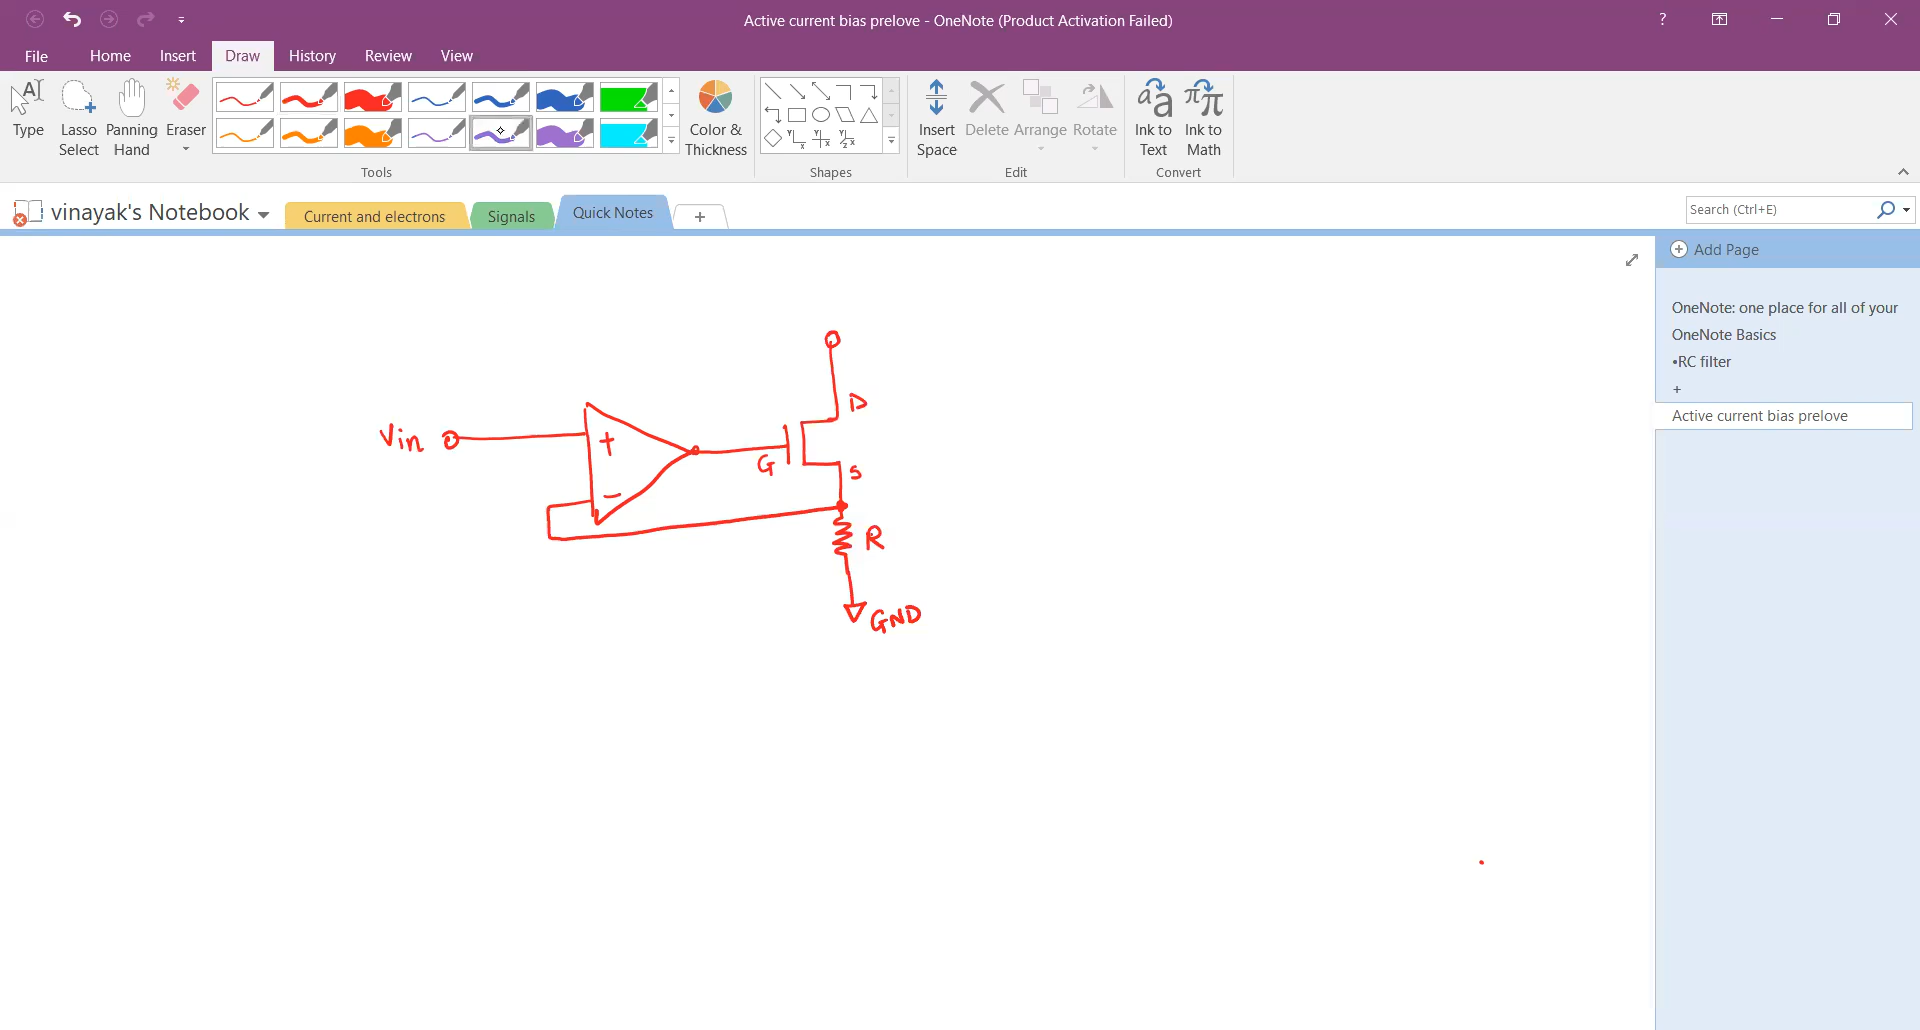 Active current bias prelove - OneNote (Product Activation Failed)
?
File Home Insert Draw History Review View
Type
Lasso Select
Panning Hand
Eraser
Color & Thickness
Insert Space
Delete
Arrange
Rotate
Ink to Text
Ink to Math
Tools
Shapes
Edit
Convert
vinayak's Notebook
Current and electrons
Signals
Quick Notes
+
Search (Ctrl+E)
Add Page
OneNote: one place for all of your
OneNote Basics
•RC filter
+
Active current bias prelove
D
Vin
+
G
S
-
R
GND